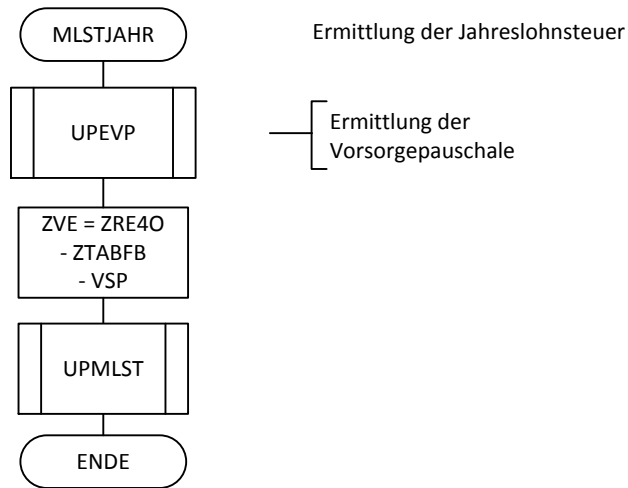 MLSTJAHR
Ermittlung der Jahreslohnsteuer
UPEVP
Ermittlung der
Vorsorgepauschale
ZVE = ZRE4O
- ZTABFB
- VSP
UPMLST
ENDE